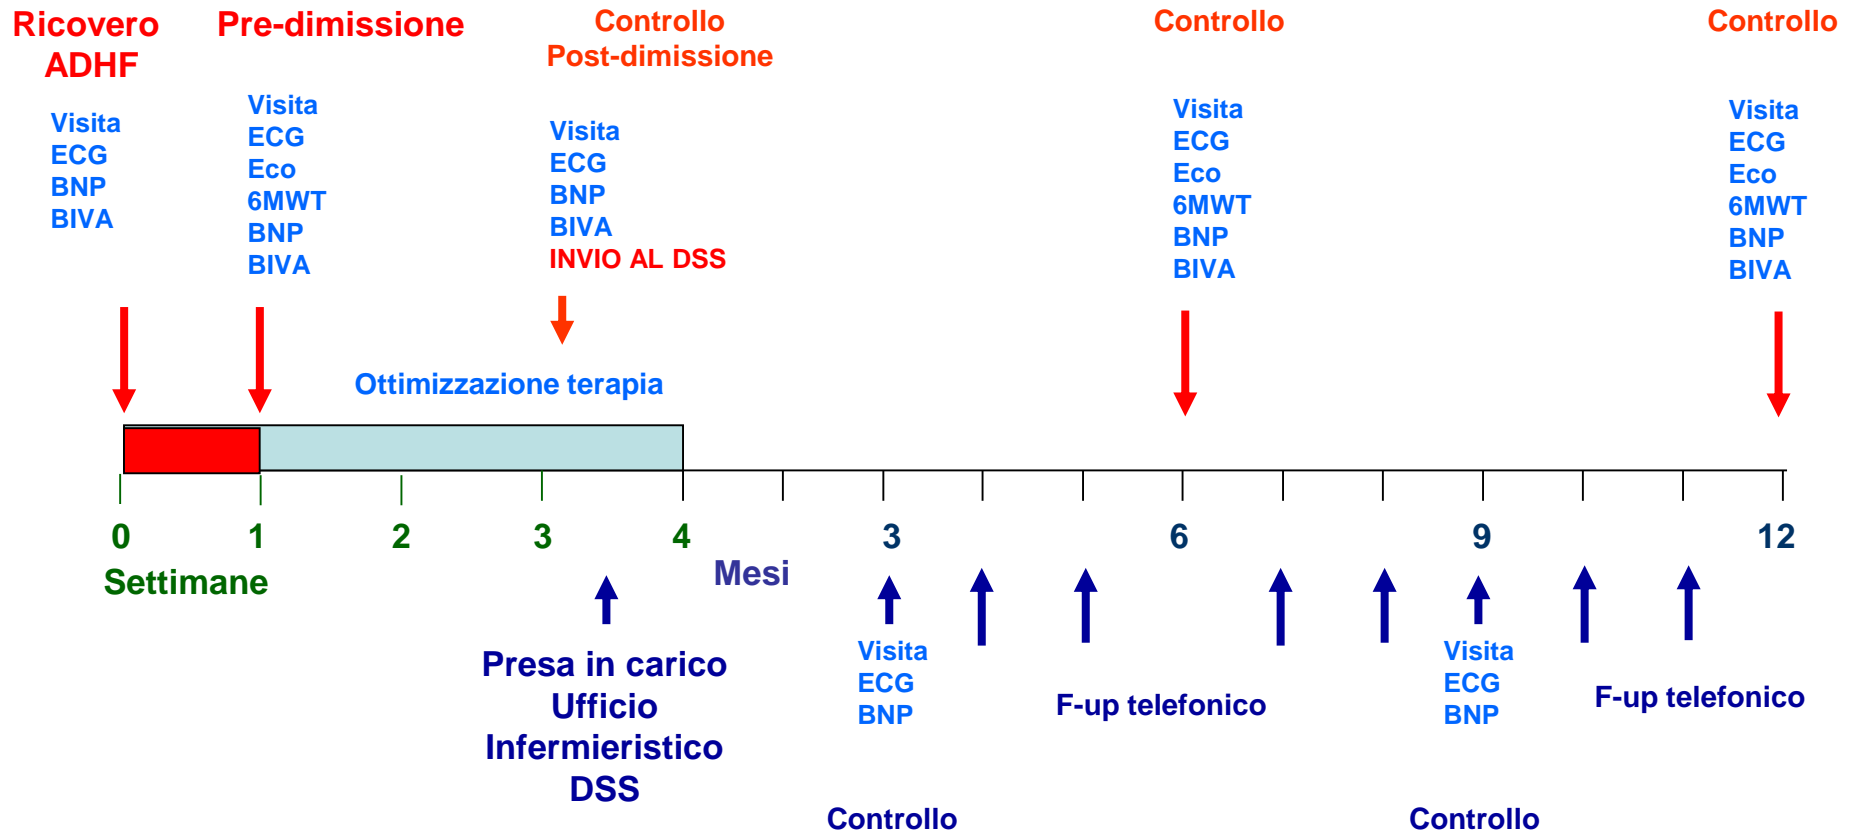 Ricovero
ADHF
Visita
ECG
BNP
BIVA
Pre-dimissione
Visita
ECG
Eco
6MWT
BNP
BIVA
Controllo
Post-dimissione
Visita
ECG
BNP
BIVA
INVIO AL DSS
Controllo
Visita
ECG
Eco
6MWT
BNP
BIVA
Controllo
Visita
ECG
Eco
6MWT
BNP
BIVA
Ottimizzazione terapia
0 1 2 3 4 3 6 9 12
Settimane
Mesi
Presa in carico
Ufficio
Infermieristico
DSS
Visita
ECG
BNP
Controllo
F-up telefonico
Visita
ECG
BNP
Controllo
F-up telefonico